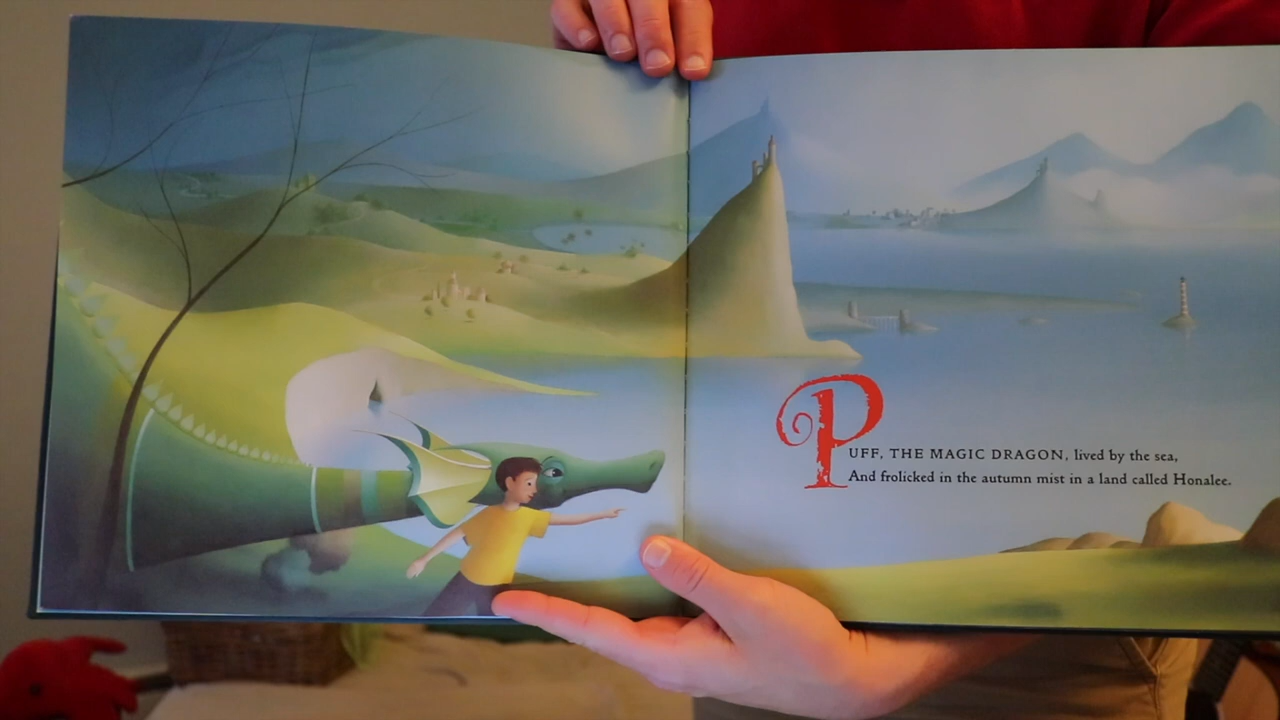 PUFF, THE MAGIC DRAGON, lived by the sea,
And frolicked in the autumn mist in a land called Honalee.